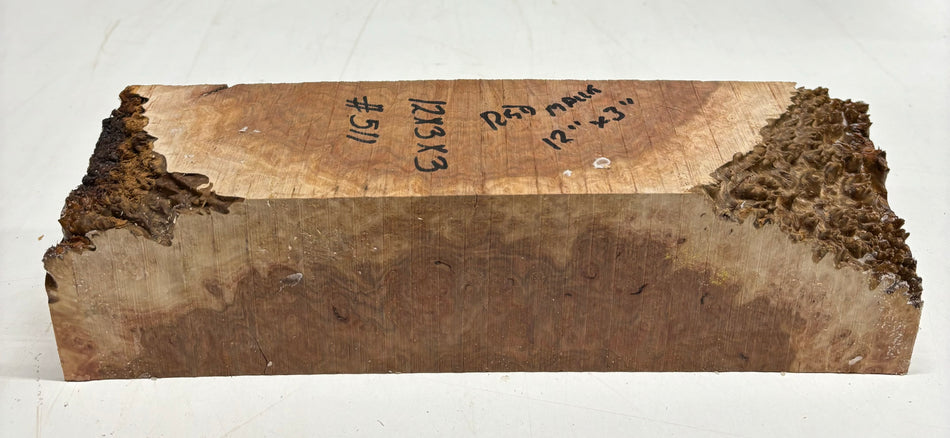 RED MALLE
12" x 3"
12X3X3
#511